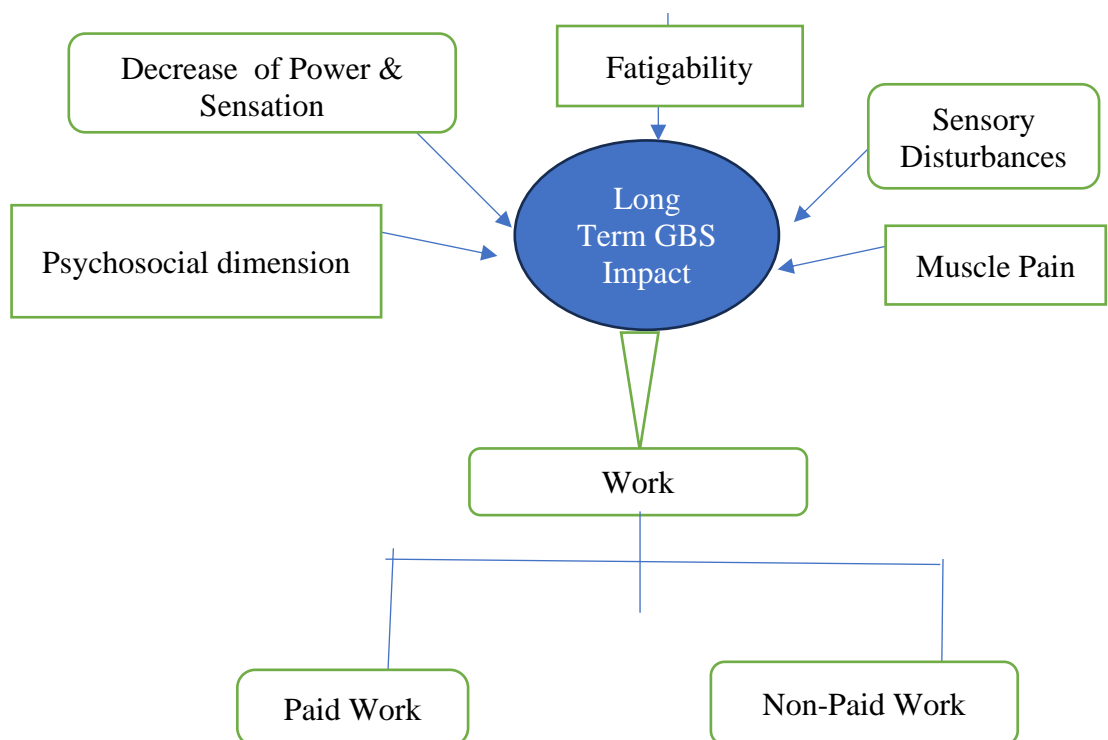 Decrease of Power &
Sensation
Fatigability
Sensory
Disturbances
Psychosocial dimension
Long
Term GBS
Impact
Muscle Pain
Work
Paid Work
Non-Paid Work